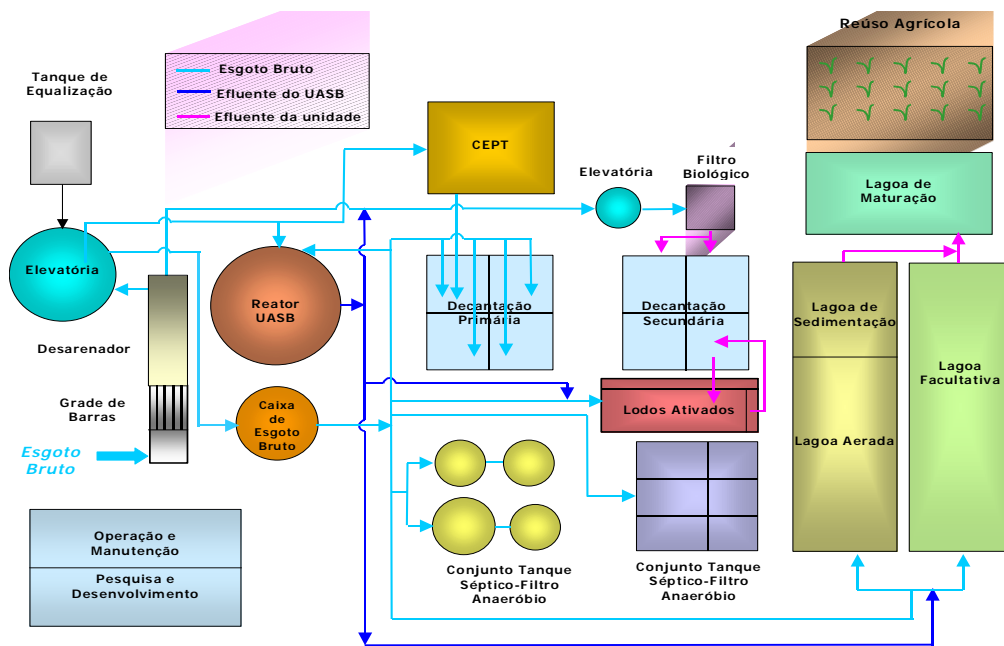 Reúso Agrícola
Tanque de
Equalização
Esgoto Bruto
Efluente do UASB
Efluente da unidade
CEPT
Elevatória
Filtro
Biológico
Lagoa de
Maturação
Elevatória
Reator
UASB
Decantação
Primária
Decantação
Secundária
Lagoa de
Sedimentação
Desarenador
Lagoa
Facultativa
Grade de
Barras
Caixa
de
Esgoto
Bruto
Lodos Ativados
Lagoa Aerada
Esgoto
Bruto
Operação e
Manutenção
Pesquisa e
Desenvolvimento
Conjunto Tanque
Séptico-Filtro
Anaeróbio
Conjunto Tanque
Séptico-Filtro
Anaeróbio